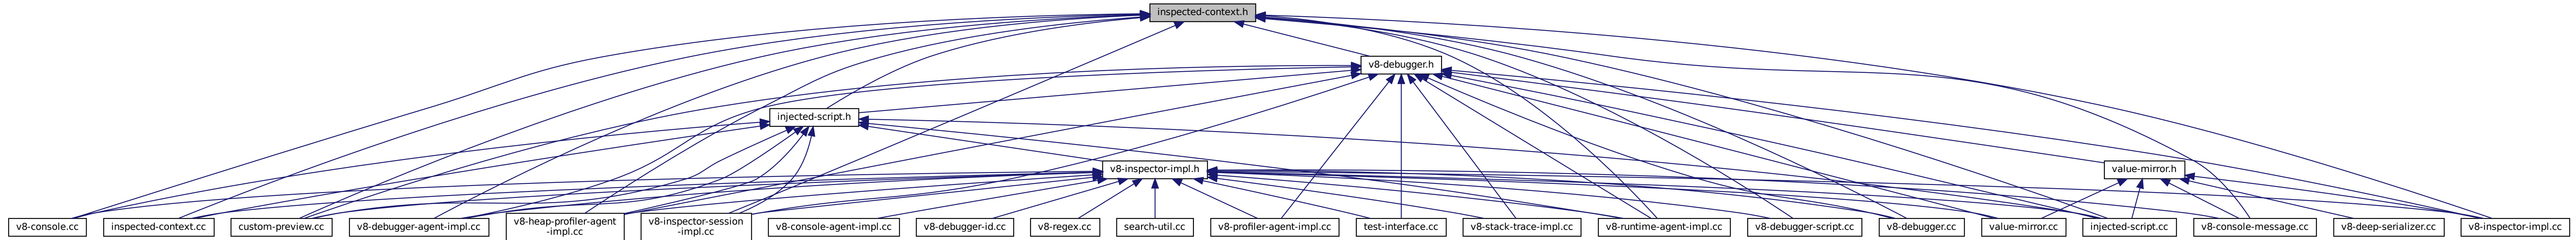 inspected-context.h
v8-debugger.h
injected-script.h
v8-inspector-impl.h
value-mirror.h
v8-console.cc
inspected-context.cc
custom-preview.cc
v8-debugger-agent-impl.cc
v8-heap-profiler-agent
-impl.cc
v8-inspector-session
-impl.cc
v8-console-agent-impl.cc
v8-debugger-id.cc
v8-regex.cc
search-util.cc
v8-profiler-agent-impl.cc
test-interface.cc
v8-stack-trace-impl.cc
v8-runtime-agent-impl.cc
v8-debugger-script.cc
v8-debugger.cc
value-mirror.cc
injected-script.cc
v8-console-message.cc
v8-deep-serializer.cc
v8-inspector-impl.cc